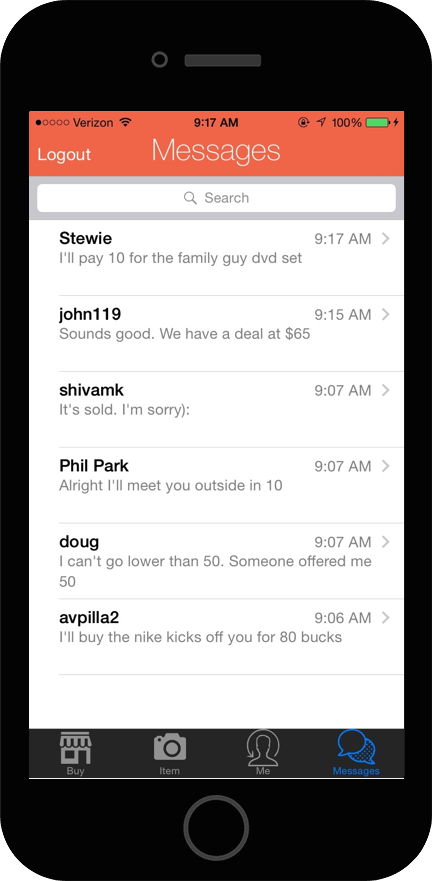 Verizon 9:17 AM 100%
Logout Messages
Search
Stewie 9:17 AM
I'll pay 10 for the family guy dvd set
john119 9:15 AM
Sounds good. We have a deal at $65
shivamk 9:07 AM
It's sold. I'm sorry):
Phil Park 9:07 AM
Alright I'll meet you outside in 10
doug 9:07 AM
I can't go lower than 50. Someone offered me
50
avpilla2 9:06 AM
I'll buy the nike kicks off you for 80 bucks
Buy Item Me Messages